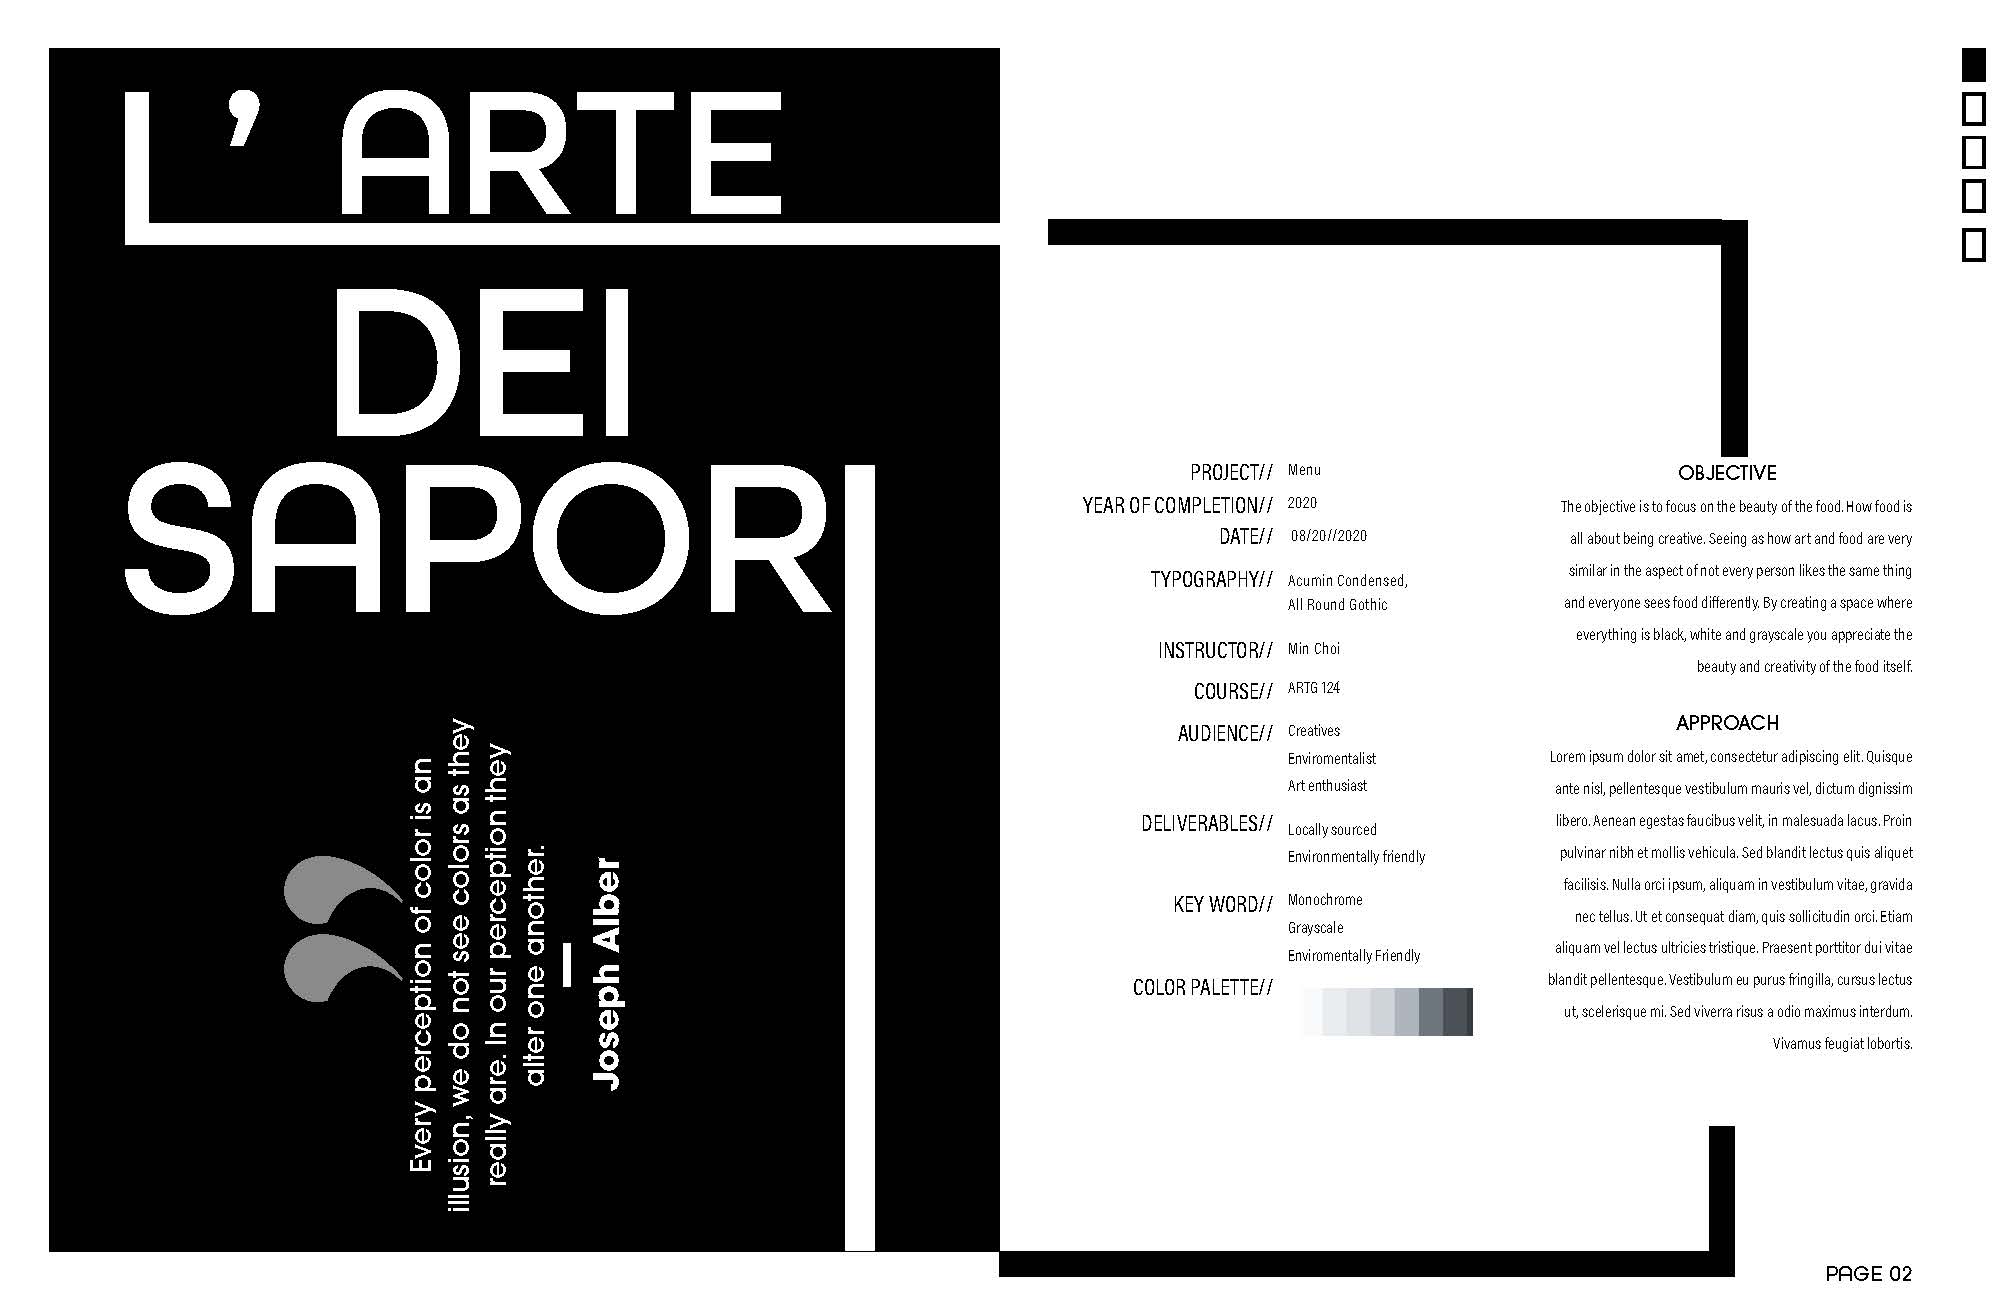 L’ ARTE
DEI
SAPORI
“
Every perception of color is an
illusion, we do not see colors as they
really are. In our perception they
alter one another.
—
Joseph Alber
PROJECT// Menu
YEAR OF COMPLETION// 2020
DATE// 08/20//2020
TYPOGRAPHY// Acumin Condensed,
All Round Gothic
INSTRUCTOR// Min Choi
COURSE// ARTG 124
AUDIENCE// Creatives
Enviromentalist
Art enthusiast
DELIVERABLES// Locally sourced
Environmentally friendly
KEY WORD// Monochrome
Grayscale
Enviromentally Friendly
COLOR PALETTE//
OBJECTIVE
The objective is to focus on the beauty of the food. How food is
all about being creative. Seeing as how art and food are very
similar in the aspect of not every person likes the same thing
and everyone sees food differently. By creating a space where
everything is black, white and grayscale you appreciate the
beauty and creativity of the food itself.
APPROACH
Lorem ipsum dolor sit amet, consectetur adipiscing elit. Quisque
ante nisl, pellentesque vestibulum mauris vel, dictum dignissim
libero. Aenean egestas faucibus velit, in malesuada lacus. Proin
pulvinar nibh et mollis vehicula. Sed blandit lectus quis aliquet
facilisis. Nulla orci ipsum, aliquam in vestibulum vitae, gravida
nec tellus. Ut et consequat diam, quis sollicitudin orci. Etiam
aliquam vel lectus ultricies tristique. Praesent porttitor dui vitae
blandit pellentesque. Vestibulum eu purus fringilla, cursus lectus
ut, scelerisque mi. Sed viverra risus a odio maximus interdum.
Vivamus feugiat lobortis.
PAGE 02